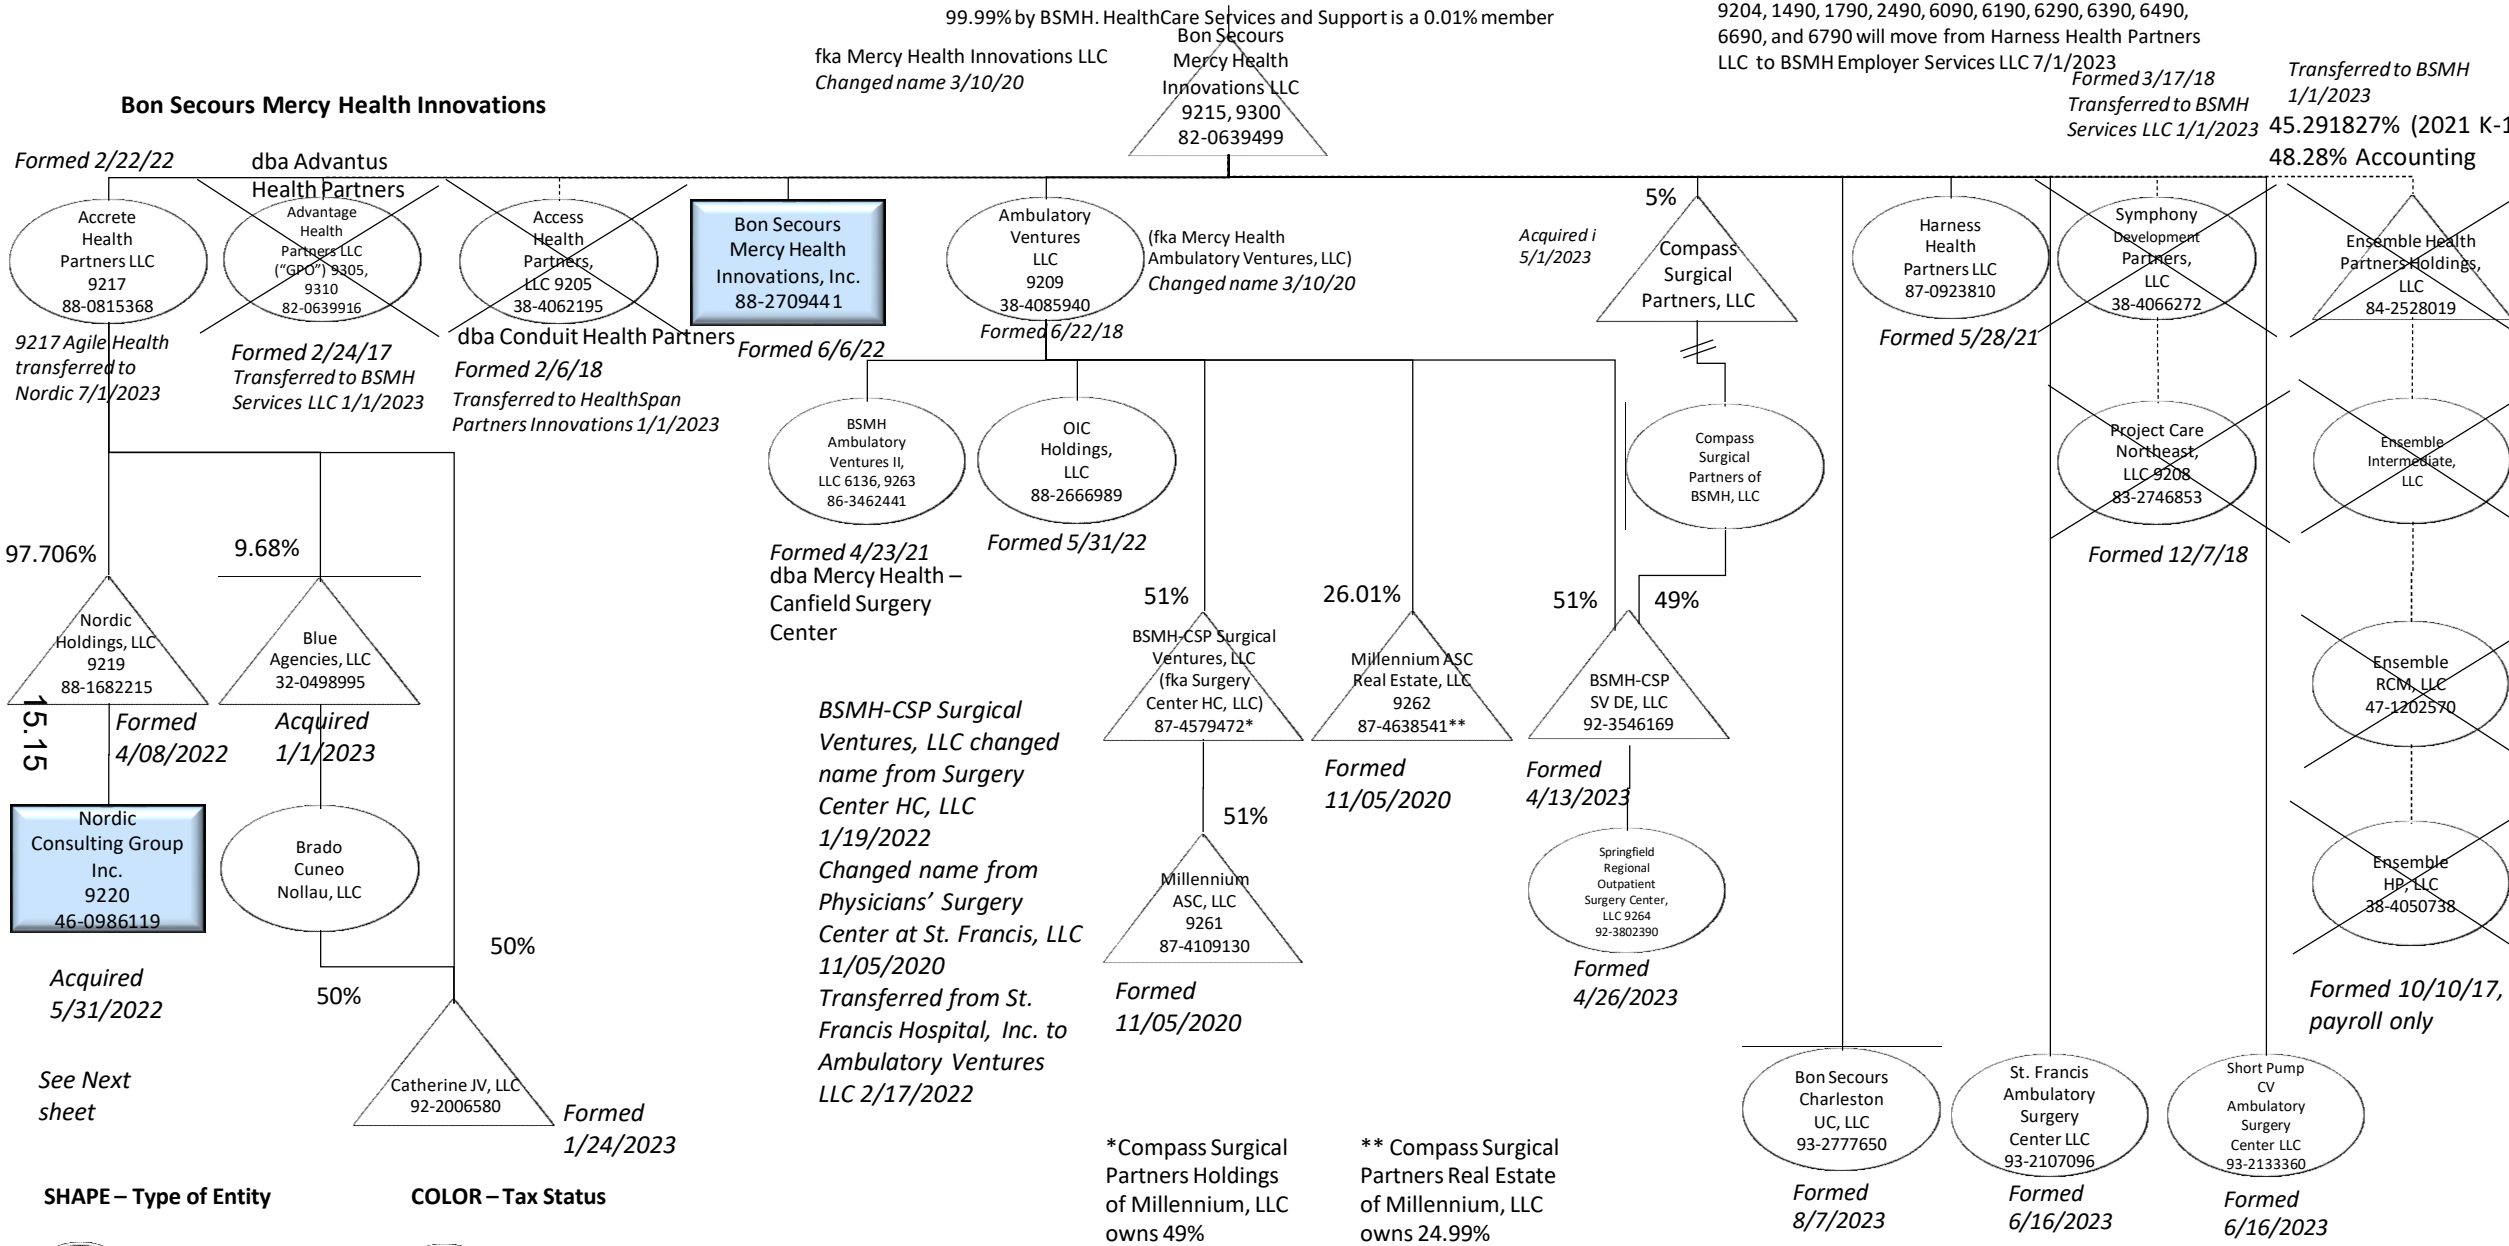 99.99% by BSMH. HealthCare Services and Support is a 0.01% member
9204, 1490, 1790, 2490, 6090, 6190, 6290, 6390, 6490,
6690, and 6790 will move from Harness Health Partners
LLC to BSMH Employer Services LLC 7/1/2023
fka Mercy Health Innovations LLC
Changed name 3/10/20
Bon Secours
Mercy Health
Innovations LLC
9215, 9300
82-0639499
Bon Secours Mercy Health Innovations
Formed 3/17/18
Transferred to BSMH
Services LLC 1/1/2023
Transferred to BSMH
1/1/2023
45.291827% (2021 K-1
48.28% Accounting
Formed 2/22/22
Accrete
Health
Partners LLC
9217
88-0815368
9217 Agile Health
transferred to
Nordic 7/1/2023
dba Advantus
Health Partners
Advantage
Health
Partners LLC
("GPO") 9305,
9310
82-0639916
Formed 2/24/17
Transferred to BSMH
Services LLC 1/1/2023
Access
Health
Partners,
LLC 9205
38-4062195
dba Conduit Health Partners
Formed 2/6/18
Transferred to HealthSpan
Partners Innovations 1/1/2023
Bon Secours
Mercy Health
Innovations, Inc.
88-2709441
Formed 6/6/22
Ambulatory
Ventures
LLC
9209
38-4085940
Formed 6/22/18
(fka Mercy Health
Ambulatory Ventures, LLC)
Changed name 3/10/20
5%
Acquired i
5/1/2023
Compass
Surgical
Partners, LLC
Harness
Health
Partners LLC
87-0923810
Formed 5/28/21
Symphony
Development
Partners,
LLC
38-4066272
Ensemble Health
Partners Holdings,
LLC
84-2528019
BSMH
Ambulatory
Ventures II,
LLC 6136, 9263
86-3462441
Formed 4/23/21
dba Mercy Health –
Canfield Surgery
Center
OIC
Holdings,
LLC
88-2666989
Formed 5/31/22
Compass
Surgical
Partners of
BSMH, LLC
Project Care
Northeast,
LLC 9208
83-2746853
Formed 12/7/18
Ensemble
Intermediate,
LLC
97.706%
Nordic
Holdings, LLC
9219
88-1682215
15.15
Formed
4/08/2022
9.68%
Blue
Agencies, LLC
32-0498995
Acquired
1/1/2023
51%
BSMH-CSP Surgical
Ventures, LLC
(fka Surgery
Center HC, LLC)
87-4579472*
26.01%
Millennium ASC
Real Estate, LLC
9262
87-4638541**
Formed
11/05/2020
51%
49%
BSMH-CSP
SV DE, LLC
92-3546169
Formed
4/13/2023
Ensemble
RCM, LLC
47-1202570
BSMH-CSP Surgical
Ventures, LLC changed
name from Surgery
Center HC, LLC
1/19/2022
Changed name from
Physicians' Surgery
Center at St. Francis, LLC
11/05/2020
Transferred from St.
Francis Hospital, Inc. to
Ambulatory Ventures
LLC 2/17/2022
Nordic
Consulting Group
Inc.
9220
46-0986119
Acquired
5/31/2022
See Next
sheet
Brado
Cuneo
Nollau, LLC
50%
50%
Catherine JV, LLC
92-2006580
Formed
1/24/2023
51%
Millennium
ASC, LLC
9261
87-4109130
Formed
11/05/2020
Springfield
Regional
Outpatient
Surgery Center,
LLC 9264
92-3802390
Formed
4/26/2023
Ensemble
HP, LLC
38-4050738
Formed 10/10/17,
payroll only
Bon Secours
Charleston
UC, LLC
93-2777650
Formed
8/7/2023
St. Francis
Ambulatory
Surgery
Center LLC
93-2107096
Formed
6/16/2023
Short Pump
CV
Ambulatory
Surgery
Center LLC
93-2133360
Formed
6/16/2023
*Compass Surgical
Partners Holdings
of Millennium, LLC
owns 49%
** Compass Surgical
Partners Real Estate
of Millennium, LLC
owns 24.99%
SHAPE – Type of Entity
COLOR – Tax Status